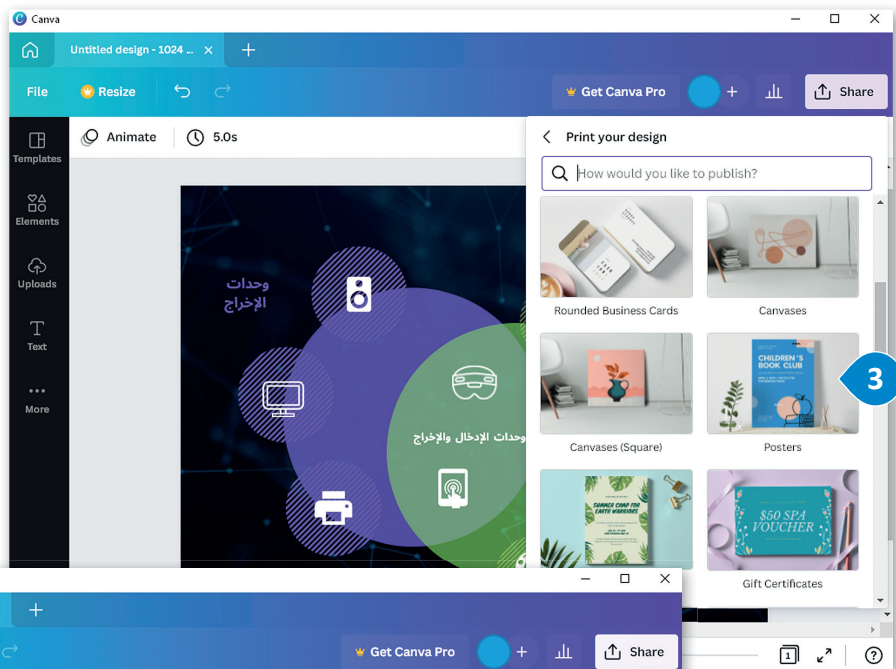 Canva
Untitled design - 1024 ...
File
Resize
Get Canva Pro
Share
Templates
Elements
Uploads
Text
More
Animate
5.0s
وحدات
الإخراج
وحدات الإدخال والإخراج
Print your design
How would you like to publish?
Rounded Business Cards
Canvases
CHILDREN'S
BOOK CLUB
3
Canvases (Square)
Posters
SUMMER CAMP FOR
EARTH WARRIORS
$50 SPA
VOUCHER
Gift Certificates
Get Canva Pro
Share
1